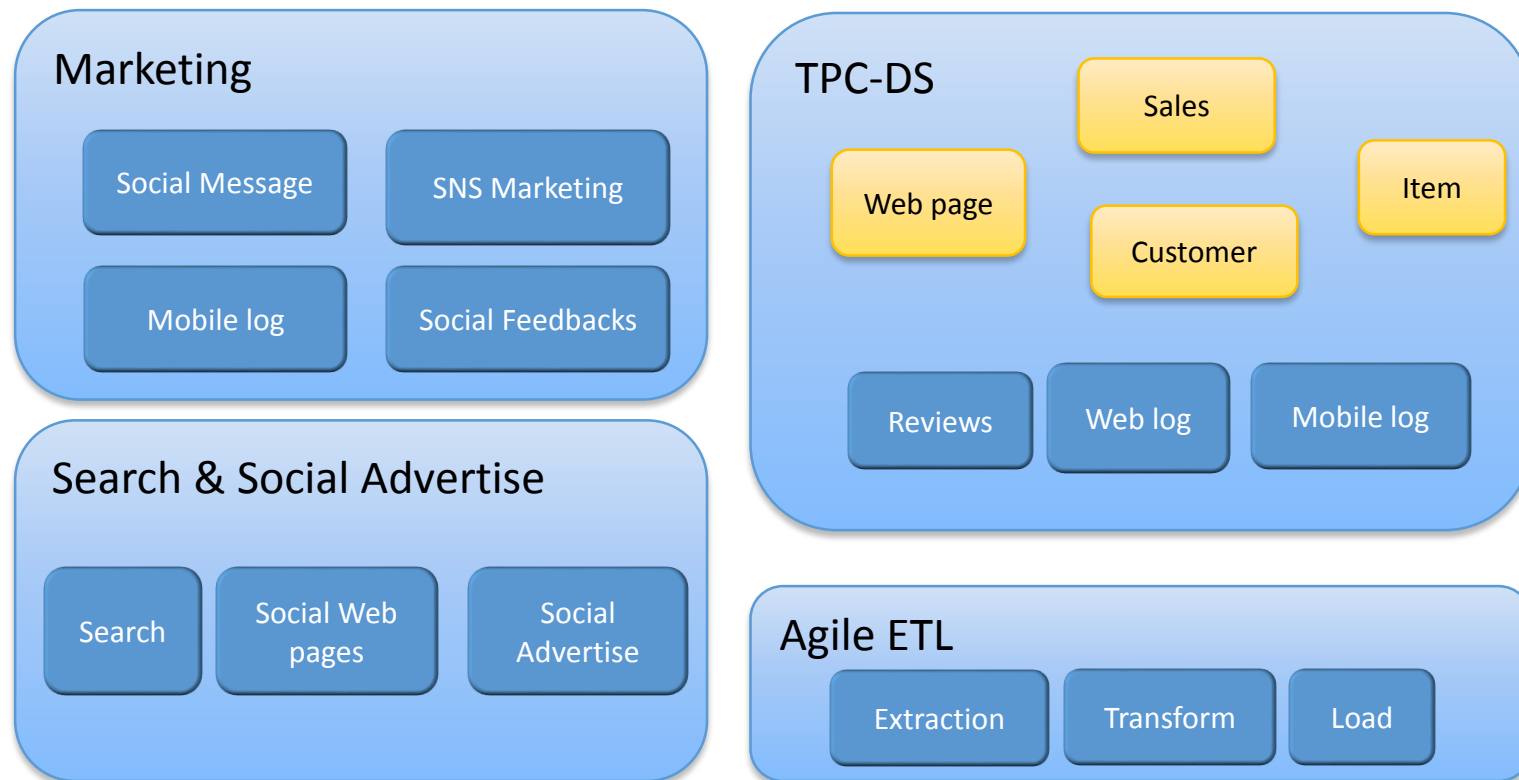 Marketing
Social Message
SNS Marketing
Mobile log
Social Feedbacks
Search & Social Advertise
Search
Social Web
pages
Social
Advertise
TPC-DS
Sales
Web page
Item
Customer
Reviews
Web log
Mobile log
Agile ETL
Extraction
Transform
Load